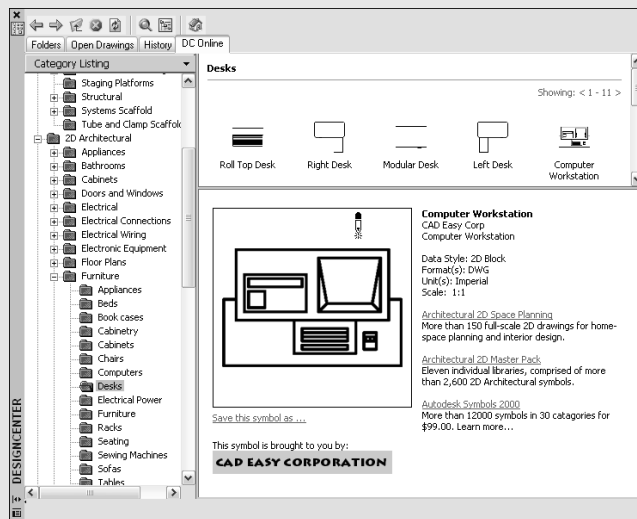 Folders
Open Drawings
History
DC Online
Category Listing
Staging Platforms
Structural
Systems Scaffold
Tube and Clamp Scaffol
2D Architectural
Appliances
Bathrooms
Cabinets
Doors and Windows
Electrical
Electrical Connections
Electrical Wiring
Electronic Equipment
Floor Plans
Furniture
Appliances
Beds
Book cases
Cabinetry
Cabinets
Chairs
Computers
Desks
Electrical Power
Furniture
Racks
Seating
Sewing Machines
Sofas
Tables
DESIGNCENTER
Desks
Showing: < 1 - 11 >
Roll Top Desk
Right Desk
Modular Desk
Left Desk
Computer
Workstation
Save this symbol as ...
This symbol is brought to you by:
CAD EASY CORPORATION
Computer Workstation
CAD Easy Corp
Computer Workstation
Data Style: 2D Block
Format(s): DWG
Unit(s): Imperial
Scale: 1:1
Architectural 2D Space Planning
More than 150 full-scale 2D drawings for home-
space planning and interior design.
Architectural 2D Master Pack
Eleven individual libraries, comprised of more
than 2,600 2D Architectural symbols.
Autodesk Symbols 2000
More than 12000 symbols in 30 catagories for
$99.00. Learn more...